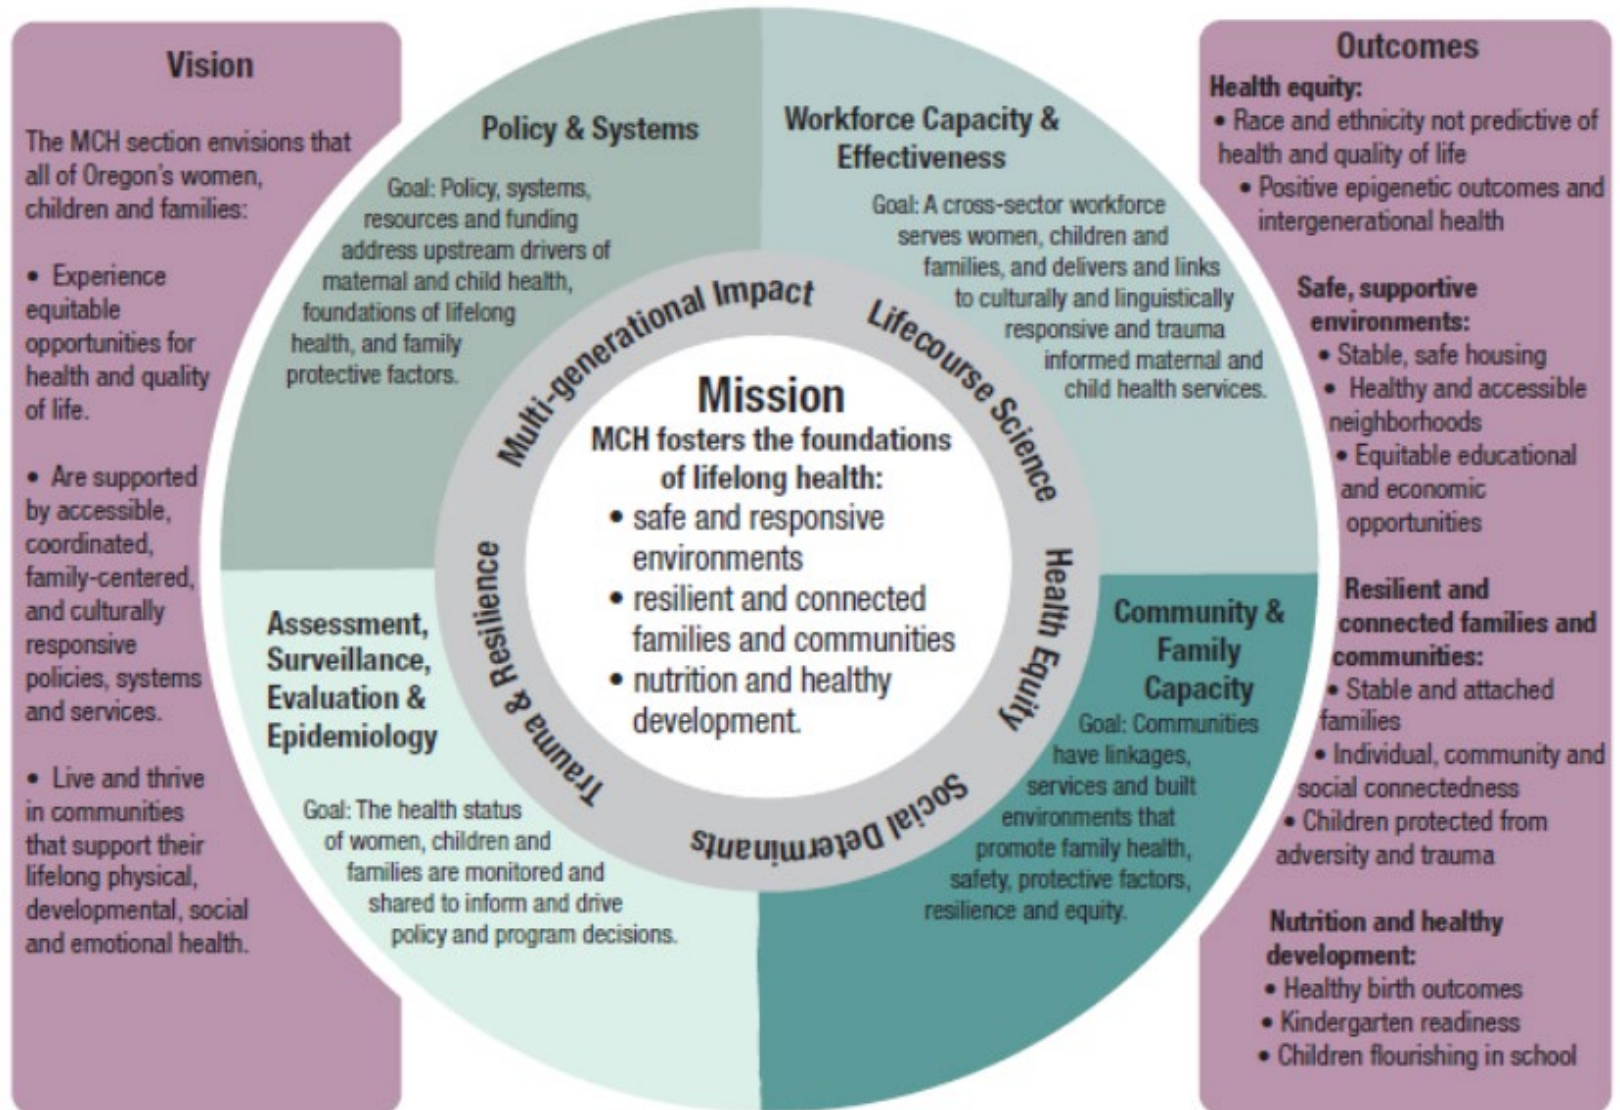 Vision
The MCH section envisions that
all of Oregon's women,
children and families:
• Experience
equitable
opportunities for
health and quality
of life.
• Are supported
by accessible,
coordinated,
family-centered,
and culturally
responsive
policies, systems
and services.
• Live and thrive
in communities
that support their
lifelong physical,
developmental, social
and emotional health.
Policy & Systems
Goal: Policy, systems,
resources and funding
address upstream drivers of
maternal and child health,
foundations of lifelong
health, and family
protective factors.
Workforce Capacity &
Effectiveness
Goal: A cross-sector workforce
serves women, children and
families, and delivers and links
to culturally and linguistically
responsive and trauma
informed maternal and
child health services.
Multi-generational Impact
Lifecourse Science
Health Equity
Social Determinants
Trauma & Resilience
Mission
MCH fosters the foundations
of lifelong health:
• safe and responsive
environments
• resilient and connected
families and communities
• nutrition and healthy
development.
Assessment,
Surveillance,
Evaluation &
Epidemiology
Goal: The health status
of women, children and
families are monitored and
shared to inform and drive
policy and program decisions.
Community &
Family
Capacity
Goal: Communities
have linkages,
services and built
environments that
promote family health,
safety, protective factors,
resilience and equity.
Outcomes
Health equity:
• Race and ethnicity not predictive of
health and quality of life
• Positive epigenetic outcomes and
intergenerational health
Safe, supportive
environments:
• Stable, safe housing
• Healthy and accessible
neighborhoods
• Equitable educational
and economic
opportunities
Resilient and
connected families and
communities:
• Stable and attached
families
• Individual, community and
social connectedness
• Children protected from
adversity and trauma
Nutrition and healthy
development:
• Healthy birth outcomes
• Kindergarten readiness
• Children flourishing in school